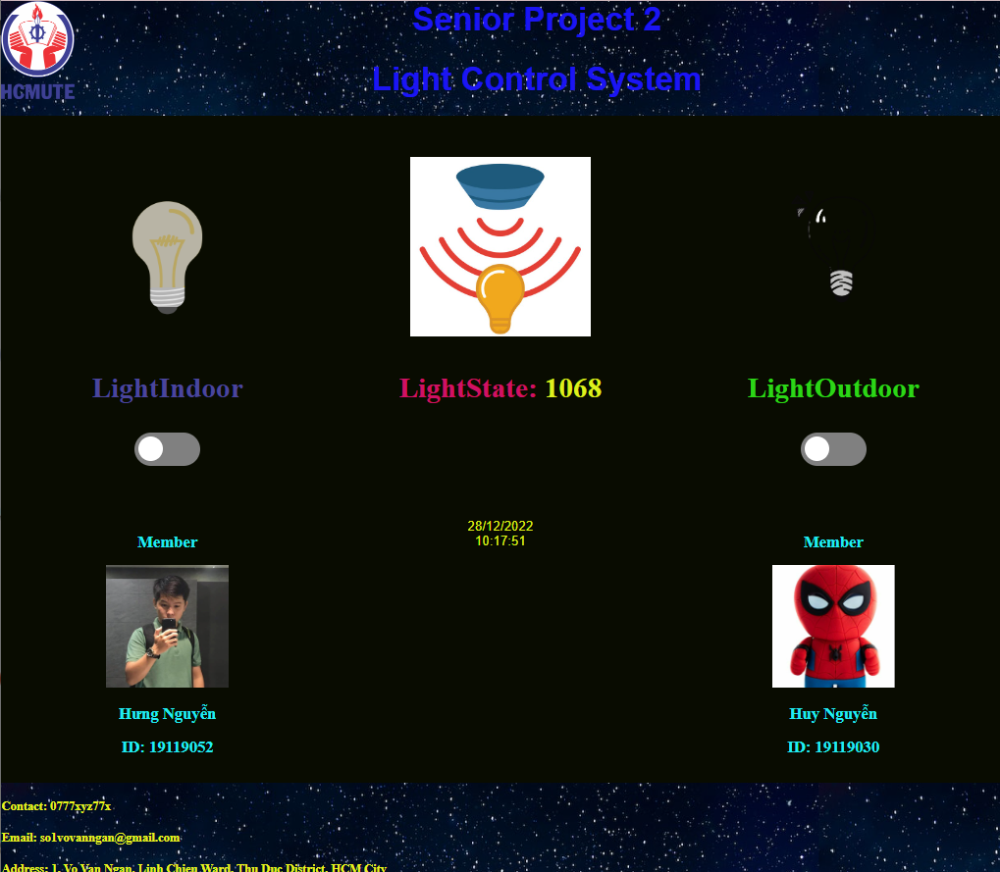 HCMUTE
Senior Project 2
Light Control System
LightIndoor
LightState: 1068
LightOutdoor
28/12/2022
10:17:51
Member
Member
Hưng Nguyễn
ID: 19119052
Huy Nguyễn
ID: 19119030
Contact: 0777xyz77x
Email: so1vovanngan@gmail.com
Address: 1, Vo Van Ngan, Linh Chieu Ward, Thu Duc District, HCM City